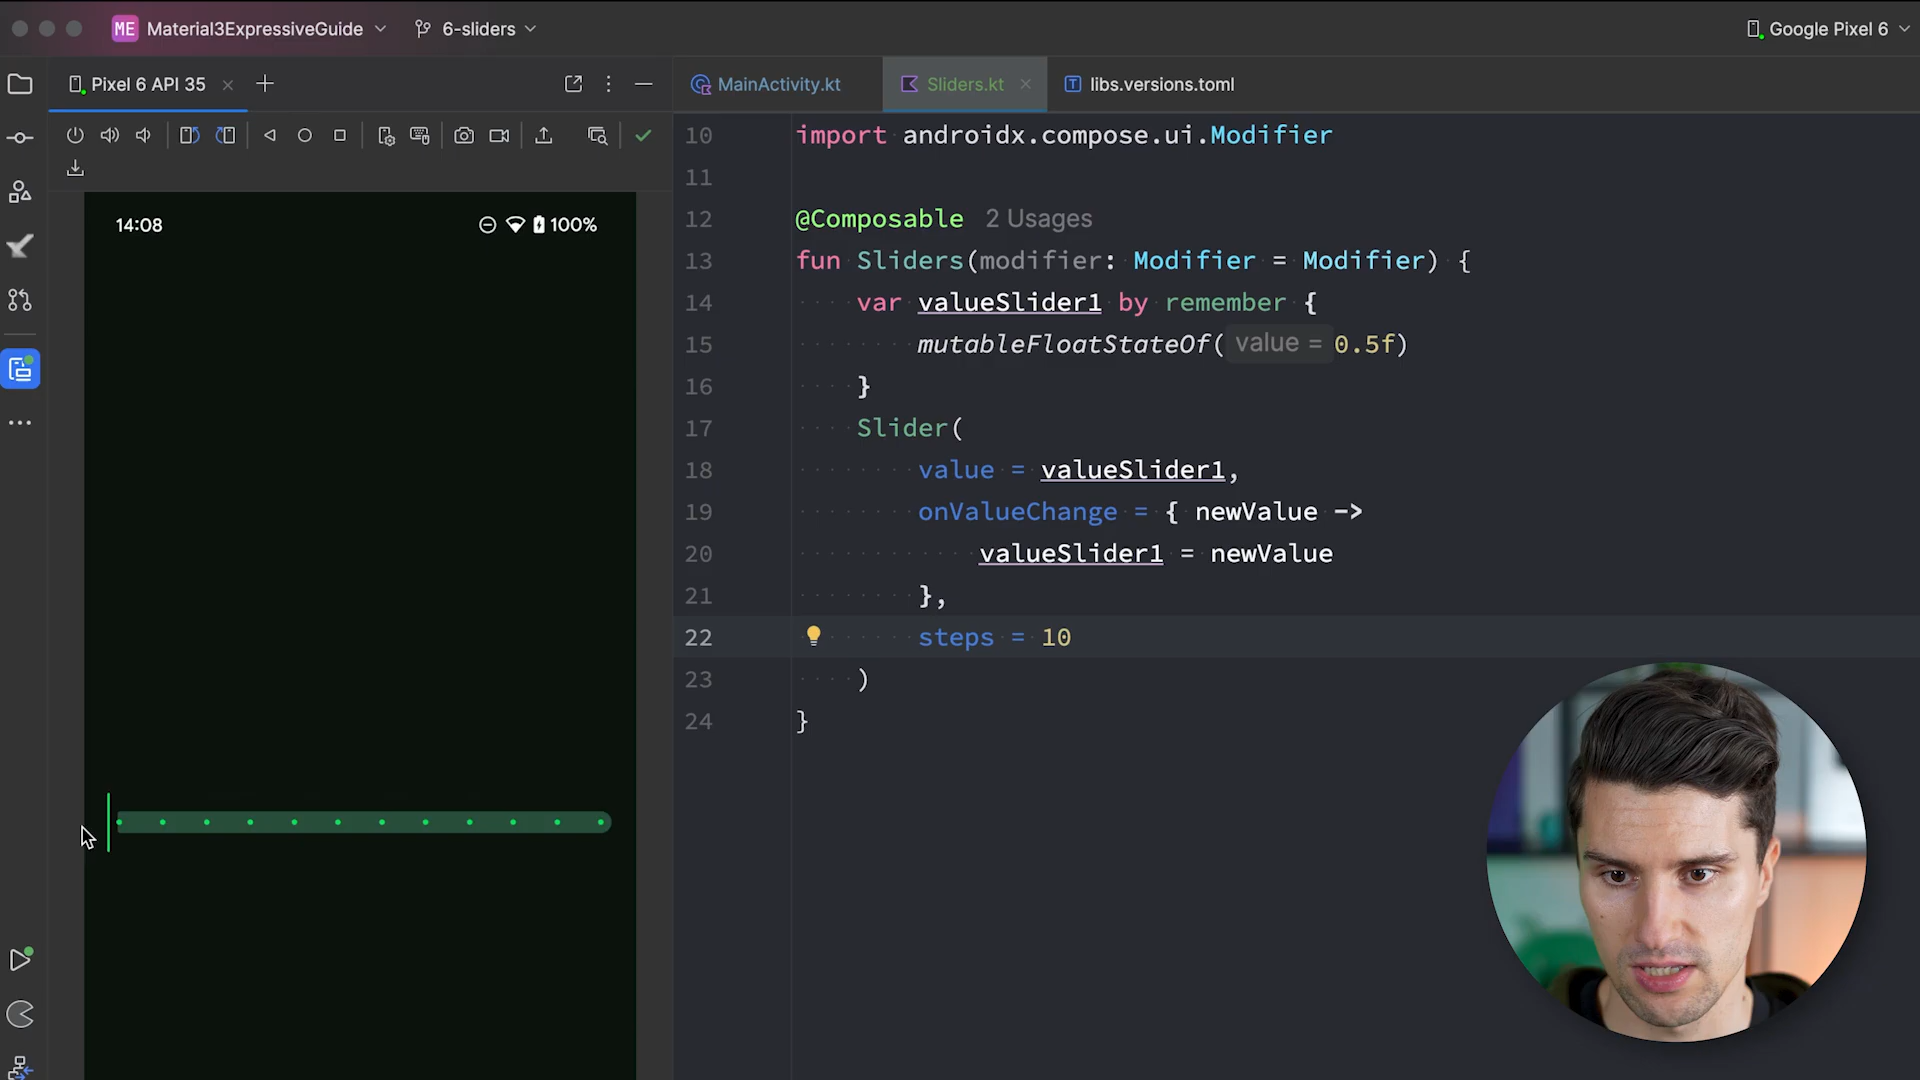 ME Material3ExpressiveGuide 6-sliders Google Pixel 6
Pixel 6 API 35 MainActivity.kt Sliders.kt libs.versions.toml
14:08 100%
10 import androidx.compose.ui.Modifier
11
12 @Composable 2 Usages
13 fun Sliders(modifier: Modifier = Modifier) {
14 var valueSlider1 by remember {
15 mutableFloatStateOf( value = 0.5f)
16 }
17 Slider(
18 value = valueSlider1,
19 onValueChange = { newValue ->
20 valueSlider1 = newValue
21 },
22 steps = 10
23 )
24 }